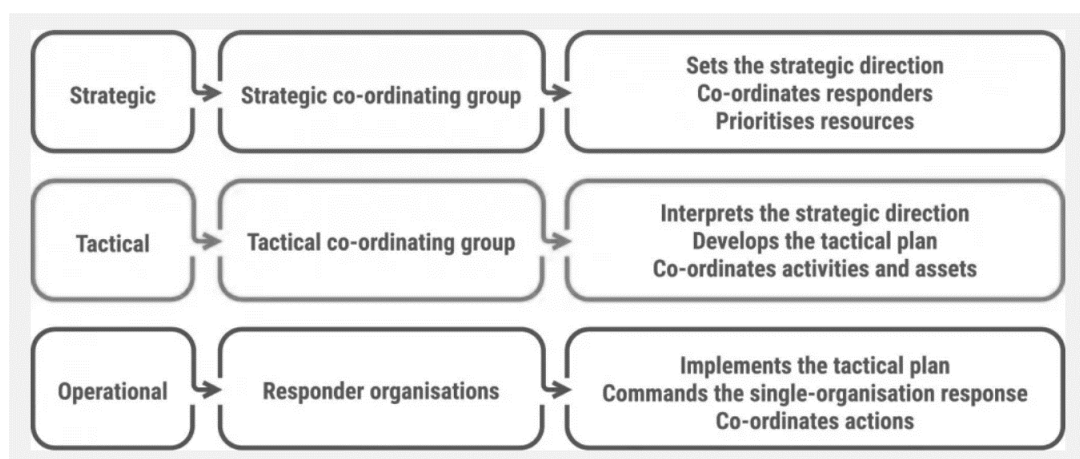 Strategic
Strategic co-ordinating group
Sets the strategic direction
Co-ordinates responders
Prioritises resources
Tactical
Tactical co-ordinating group
Interprets the strategic direction
Develops the tactical plan
Co-ordinates activities and assets
Operational
Responder organisations
Implements the tactical plan
Commands the single-organisation response
Co-ordinates actions